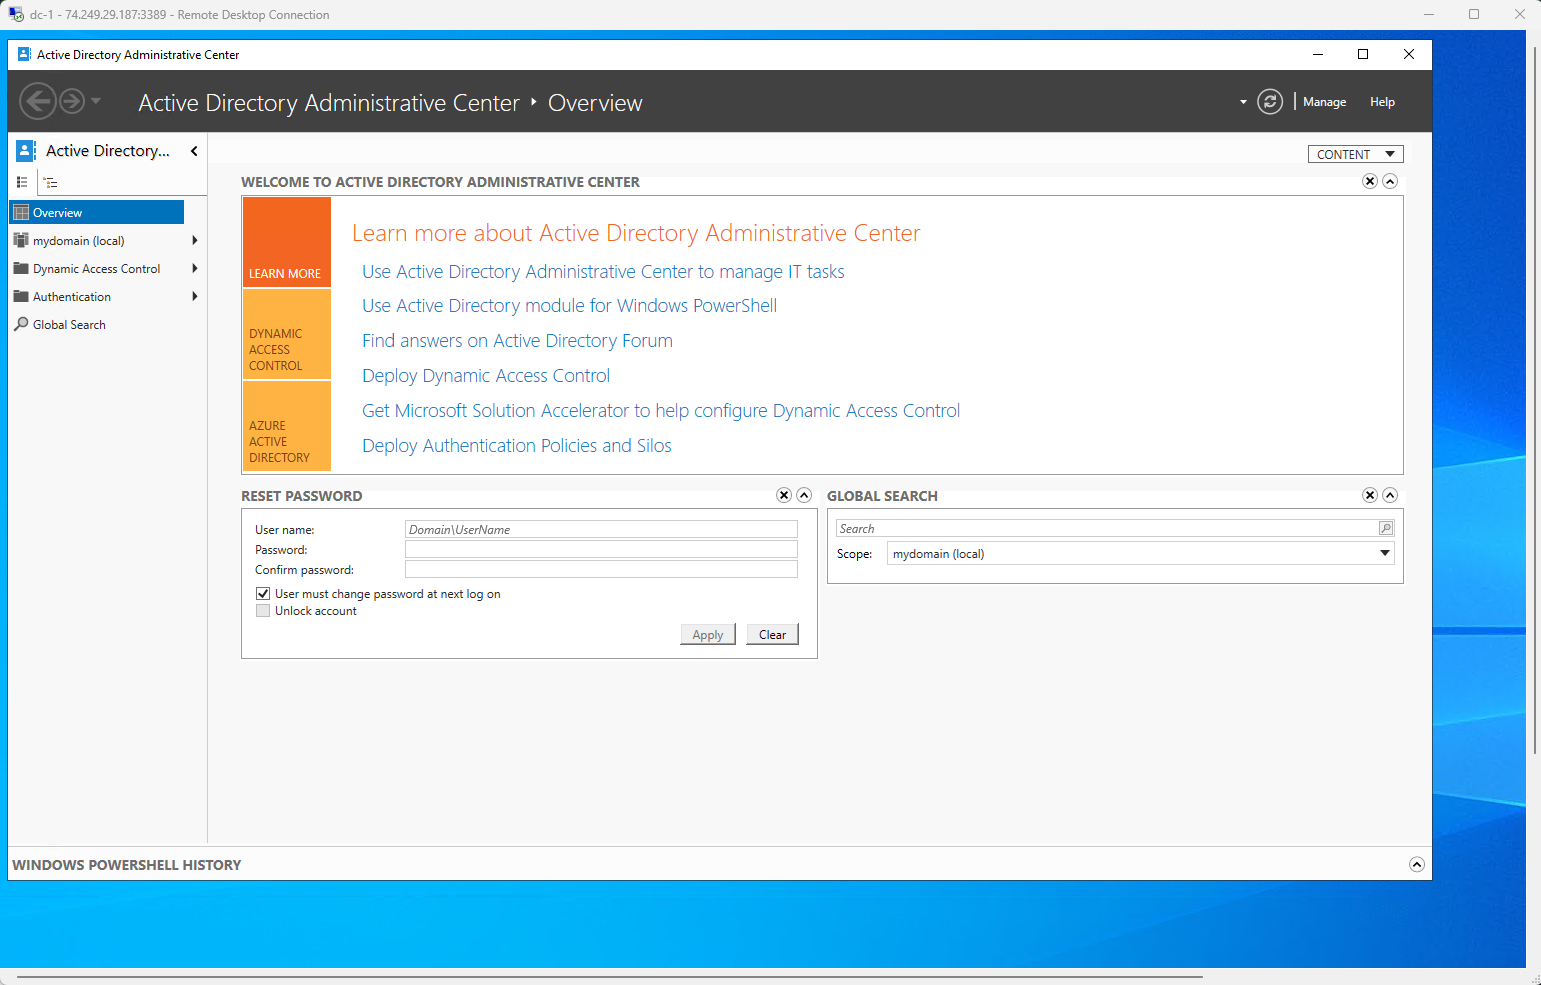 dc-1 - 74.249.29.187:3389 - Remote Desktop Connection
Active Directory Administrative Center
Active Directory Administrative Center ‣ Overview
Manage
Help
Active Directory...
CONTENT
Overview
mydomain (local)
Dynamic Access Control
Authentication
Global Search
WELCOME TO ACTIVE DIRECTORY ADMINISTRATIVE CENTER
LEARN MORE
DYNAMIC
ACCESS
CONTROL
AZURE
ACTIVE
DIRECTORY
Learn more about Active Directory Administrative Center
Use Active Directory Administrative Center to manage IT tasks
Use Active Directory module for Windows PowerShell
Find answers on Active Directory Forum
Deploy Dynamic Access Control
Get Microsoft Solution Accelerator to help configure Dynamic Access Control
Deploy Authentication Policies and Silos
RESET PASSWORD
User name:
Domain\UserName
Password:
Confirm password:
User must change password at next log on
Unlock account
Apply
Clear
GLOBAL SEARCH
Search
Scope:
mydomain (local)
WINDOWS POWERSHELL HISTORY